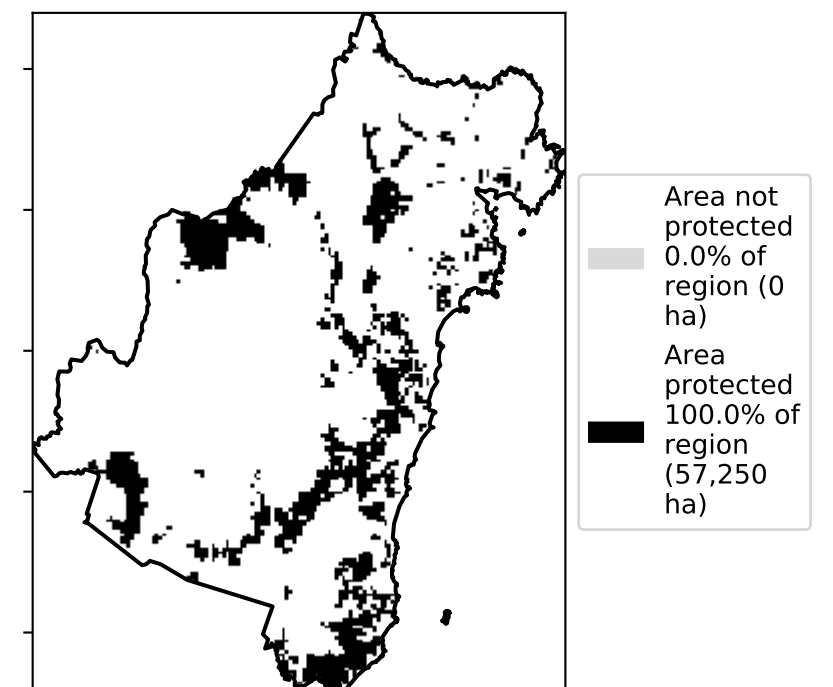 Area not
protected
0.0% of
region (0
ha)
Area
protected
100.0% of
region
(57,250
ha)